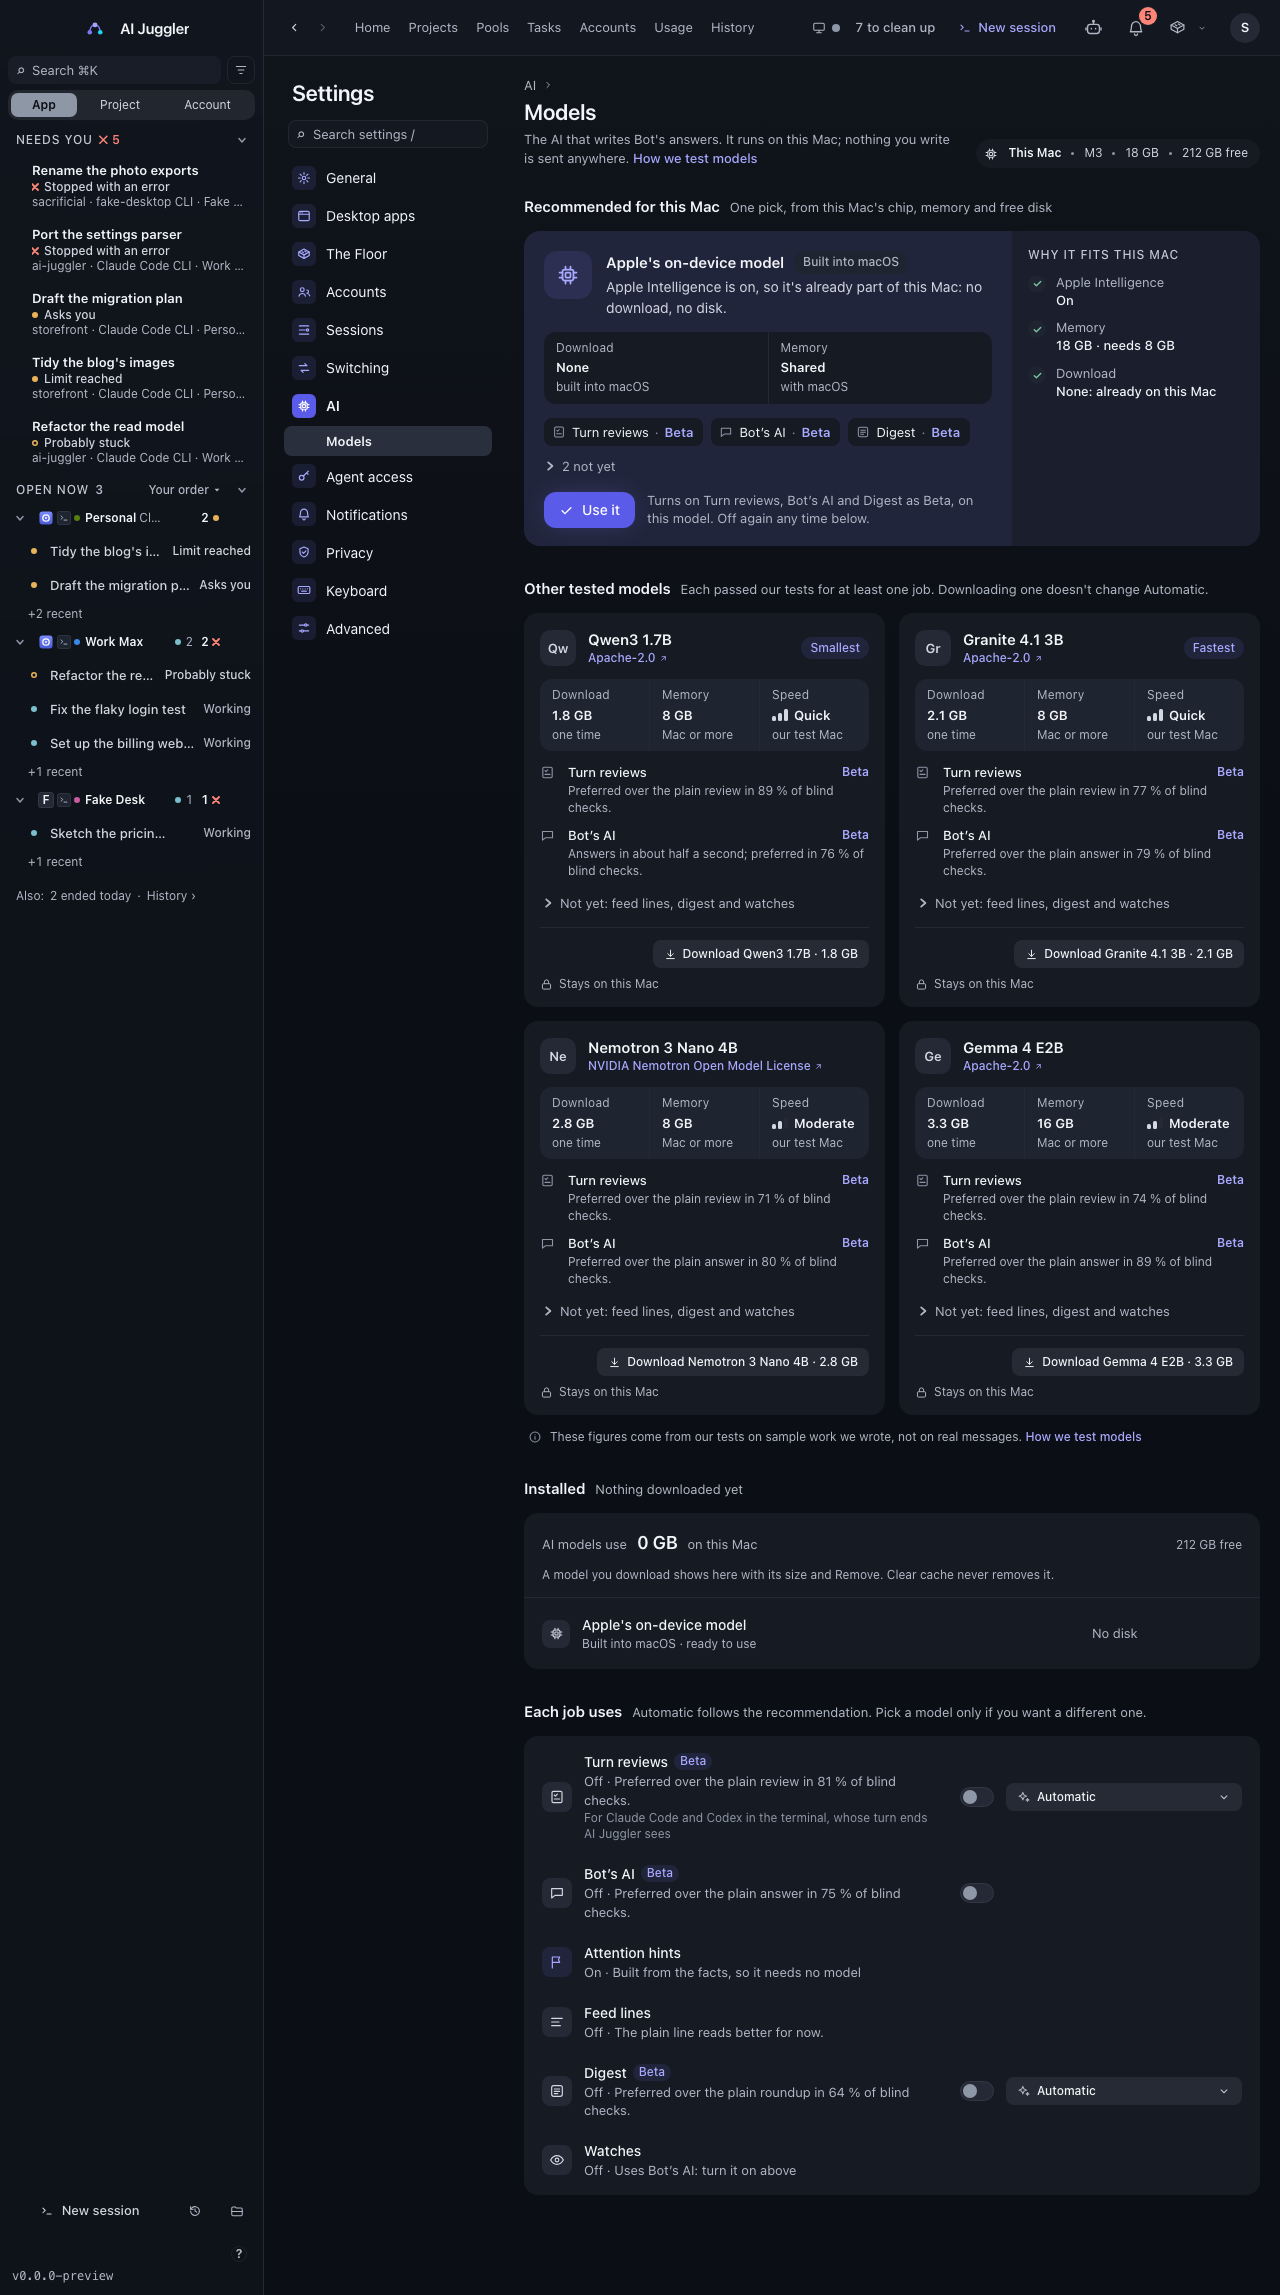 AI Juggler
Search ⌘K
App
Project
Account
NEEDS YOU 5
Rename the photo exports
Stopped with an error
sacrificial · fake-desktop CLI · Fake ...
Port the settings parser
Stopped with an error
ai-juggler · Claude Code CLI · Work ...
Draft the migration plan
Asks you
storefront · Claude Code CLI · Perso...
Tidy the blog's images
Limit reached
storefront · Claude Code CLI · Perso...
Refactor the read model
Probably stuck
ai-juggler · Claude Code CLI · Work ...
OPEN NOW 3
Your order
Personal Cl...
2
Tidy the blog's i...
Limit reached
Draft the migration p...
Asks you
+2 recent
Work Max
2
2
Refactor the re...
Probably stuck
Fix the flaky login test
Working
Set up the billing web...
Working
+1 recent
F
Fake Desk
1
1
Sketch the pricin...
Working
+1 recent
Also: 2 ended today · History ›
New session
?
v0.0.0-preview
Home
Projects
Pools
Tasks
Accounts
Usage
History
7 to clean up
New session
5
S
Settings
Search settings /
General
Desktop apps
The Floor
Accounts
Sessions
Switching
AI
Models
Agent access
Notifications
Privacy
Keyboard
Advanced
AI ›
Models
The AI that writes Bot's answers. It runs on this Mac; nothing you write
is sent anywhere. How we test models
This Mac • M3 • 18 GB • 212 GB free
Recommended for this Mac
One pick, from this Mac's chip, memory and free disk
Apple's on-device model
Built into macOS
Apple Intelligence is on, so it's already part of this Mac: no
download, no disk.
Download
None
built into macOS
Memory
Shared
with macOS
Turn reviews · Beta
Bot's AI · Beta
Digest · Beta
2 not yet
Use it
Turns on Turn reviews, Bot's AI and Digest as Beta, on
this model. Off again any time below.
WHY IT FITS THIS MAC
Apple Intelligence
On
Memory
18 GB · needs 8 GB
Download
None: already on this Mac
Other tested models
Each passed our tests for at least one job. Downloading one doesn't change Automatic.
Qw
Qwen3 1.7B
Apache-2.0 ↗
Smallest
Download
1.8 GB
one time
Memory
8 GB
Mac or more
Speed
Quick
our test Mac
Turn reviews
Beta
Preferred over the plain review in 89 % of blind
checks.
Bot's AI
Beta
Answers in about half a second; preferred in 76 % of
blind checks.
Not yet: feed lines, digest and watches
Download Qwen3 1.7B · 1.8 GB
Stays on this Mac
Gr
Granite 4.1 3B
Apache-2.0 ↗
Fastest
Download
2.1 GB
one time
Memory
8 GB
Mac or more
Speed
Quick
our test Mac
Turn reviews
Beta
Preferred over the plain review in 77 % of blind
checks.
Bot's AI
Beta
Preferred over the plain answer in 79 % of blind
checks.
Not yet: feed lines, digest and watches
Download Granite 4.1 3B · 2.1 GB
Stays on this Mac
Ne
Nemotron 3 Nano 4B
NVIDIA Nemotron Open Model License ↗
Download
2.8 GB
one time
Memory
8 GB
Mac or more
Speed
Moderate
our test Mac
Turn reviews
Beta
Preferred over the plain review in 71 % of blind
checks.
Bot's AI
Beta
Preferred over the plain answer in 80 % of blind
checks.
Not yet: feed lines, digest and watches
Download Nemotron 3 Nano 4B · 2.8 GB
Stays on this Mac
Ge
Gemma 4 E2B
Apache-2.0 ↗
Download
3.3 GB
one time
Memory
16 GB
Mac or more
Speed
Moderate
our test Mac
Turn reviews
Beta
Preferred over the plain review in 74 % of blind
checks.
Bot's AI
Beta
Preferred over the plain answer in 89 % of blind
checks.
Not yet: feed lines, digest and watches
Download Gemma 4 E2B · 3.3 GB
Stays on this Mac
These figures come from our tests on sample work we wrote, not on real messages. How we test models
Installed
Nothing downloaded yet
AI models use 0 GB on this Mac
212 GB free
A model you download shows here with its size and Remove. Clear cache never removes it.
Apple's on-device model
Built into macOS · ready to use
No disk
Each job uses
Automatic follows the recommendation. Pick a model only if you want a different one.
Turn reviews Beta
Off · Preferred over the plain review in 81 % of blind
checks.
For Claude Code and Codex in the terminal, whose turn ends
AI Juggler sees
Automatic
Bot's AI Beta
Off · Preferred over the plain answer in 75 % of blind
checks.
Attention hints
On · Built from the facts, so it needs no model
Feed lines
Off · The plain line reads better for now.
Digest Beta
Off · Preferred over the plain roundup in 64 % of blind
checks.
Automatic
Watches
Off · Uses Bot's AI: turn it on above